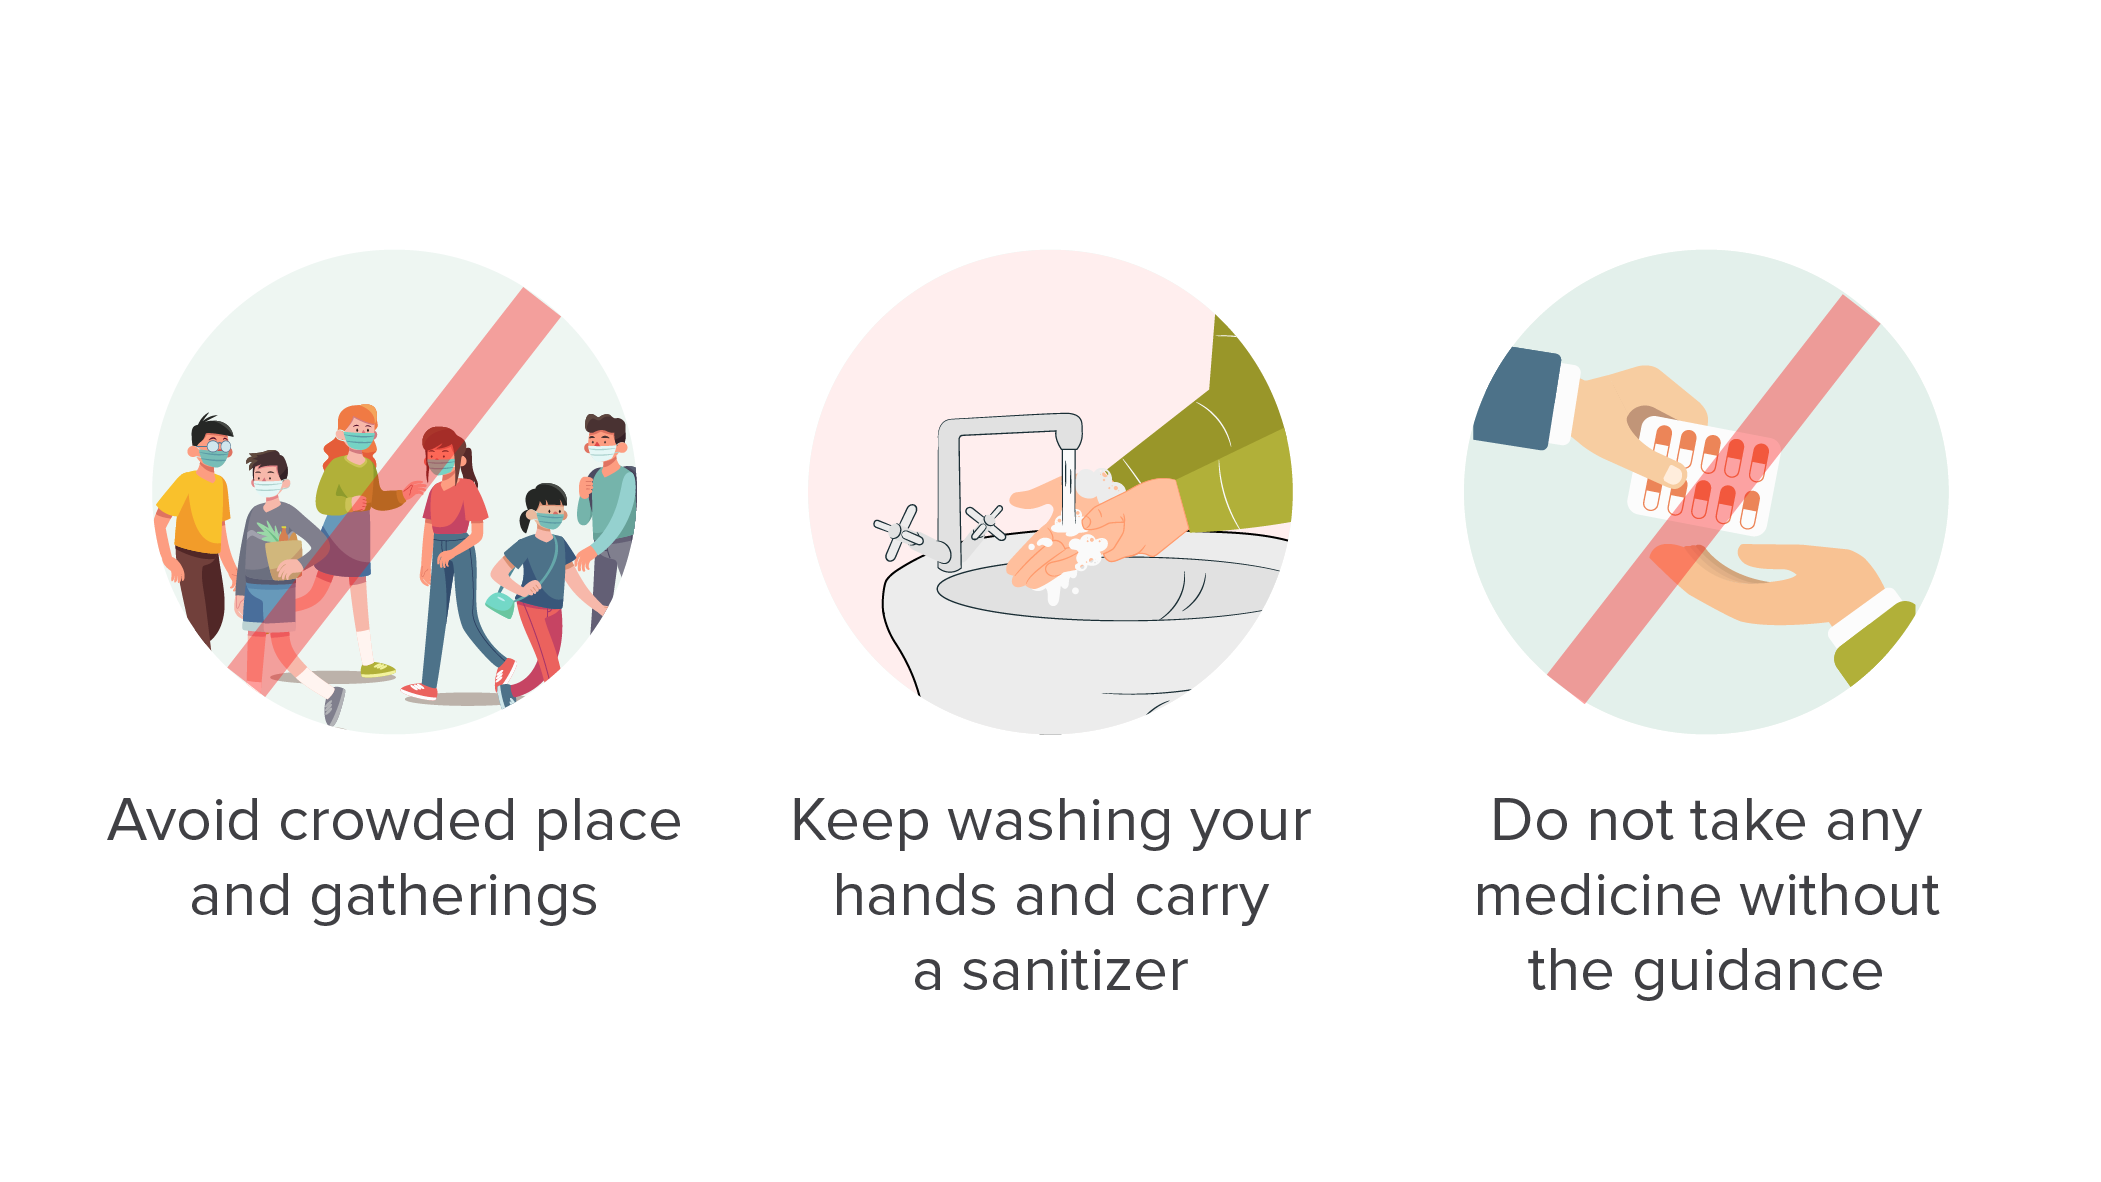 Avoid crowded place
and gatherings
Keep washing your
hands and carry
a sanitizer
Do not take any
medicine without
the guidance